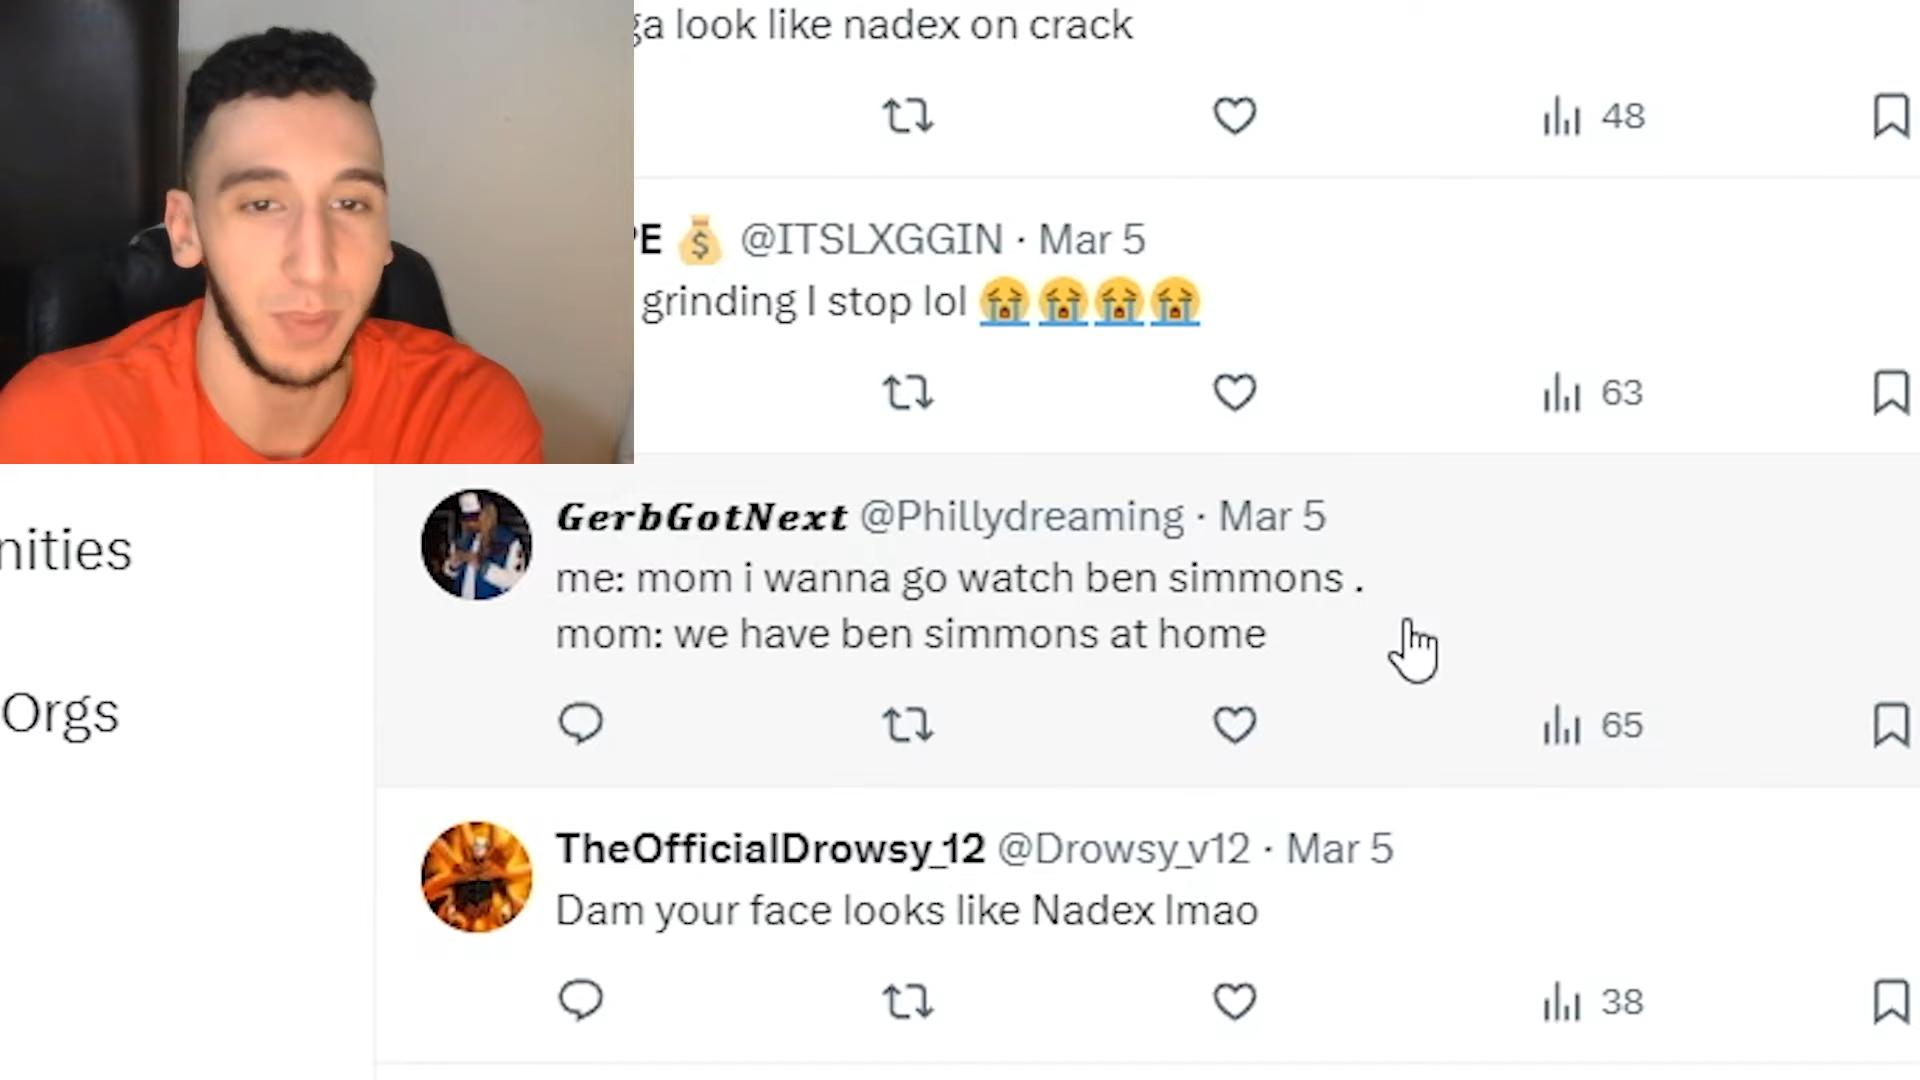 look like nadex on crack
48
@ITSLXGGIN · Mar 5
grinding I stop lol 😭😭😭😭
63
GerbGotNext @Phillydreaming · Mar 5
me: mom i wanna go watch ben simmons .
mom: we have ben simmons at home
65
nities
Orgs
TheOfficialDrowsy_12 @Drowsy_v12 · Mar 5
Dam your face looks like Nadex lmao
38